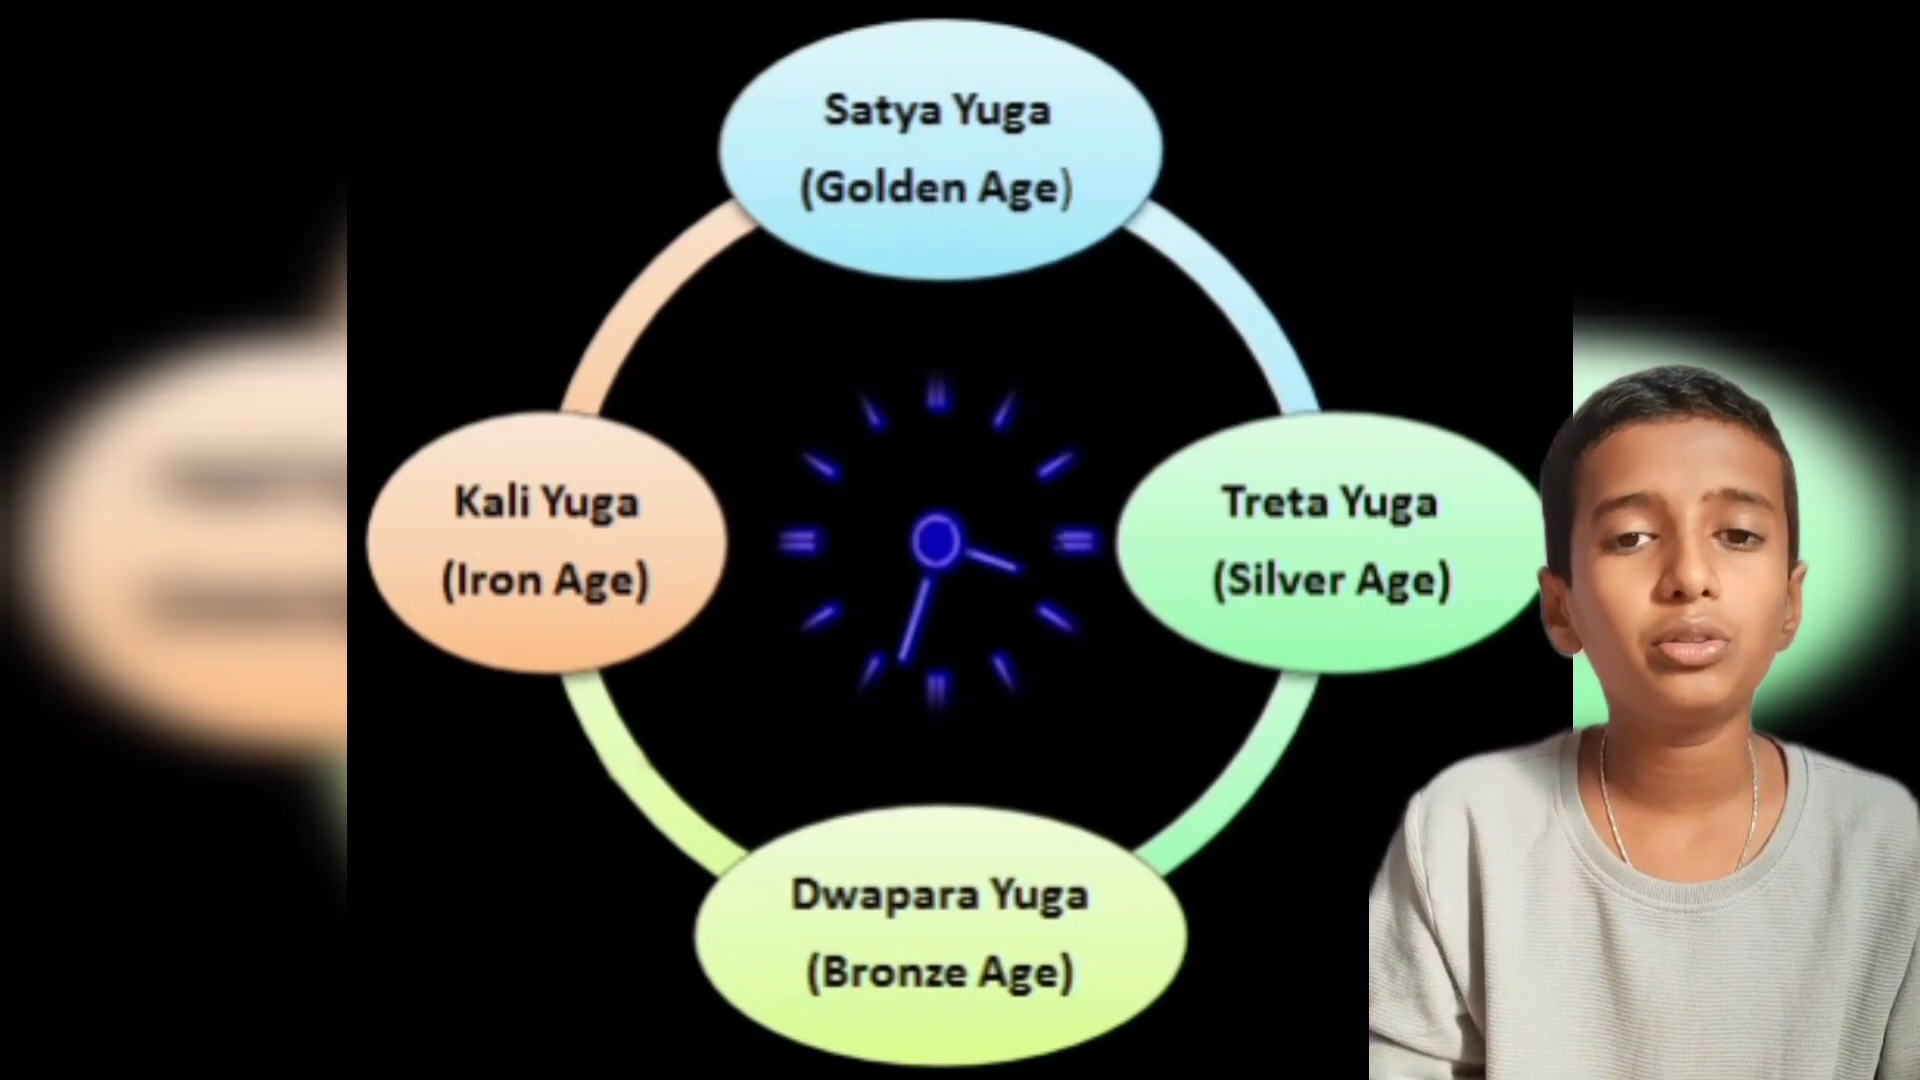 Satya Yuga
(Golden Age)
Kali Yuga
(Iron Age)
Treta Yuga
(Silver Age)
Dwapara Yuga
(Bronze Age)